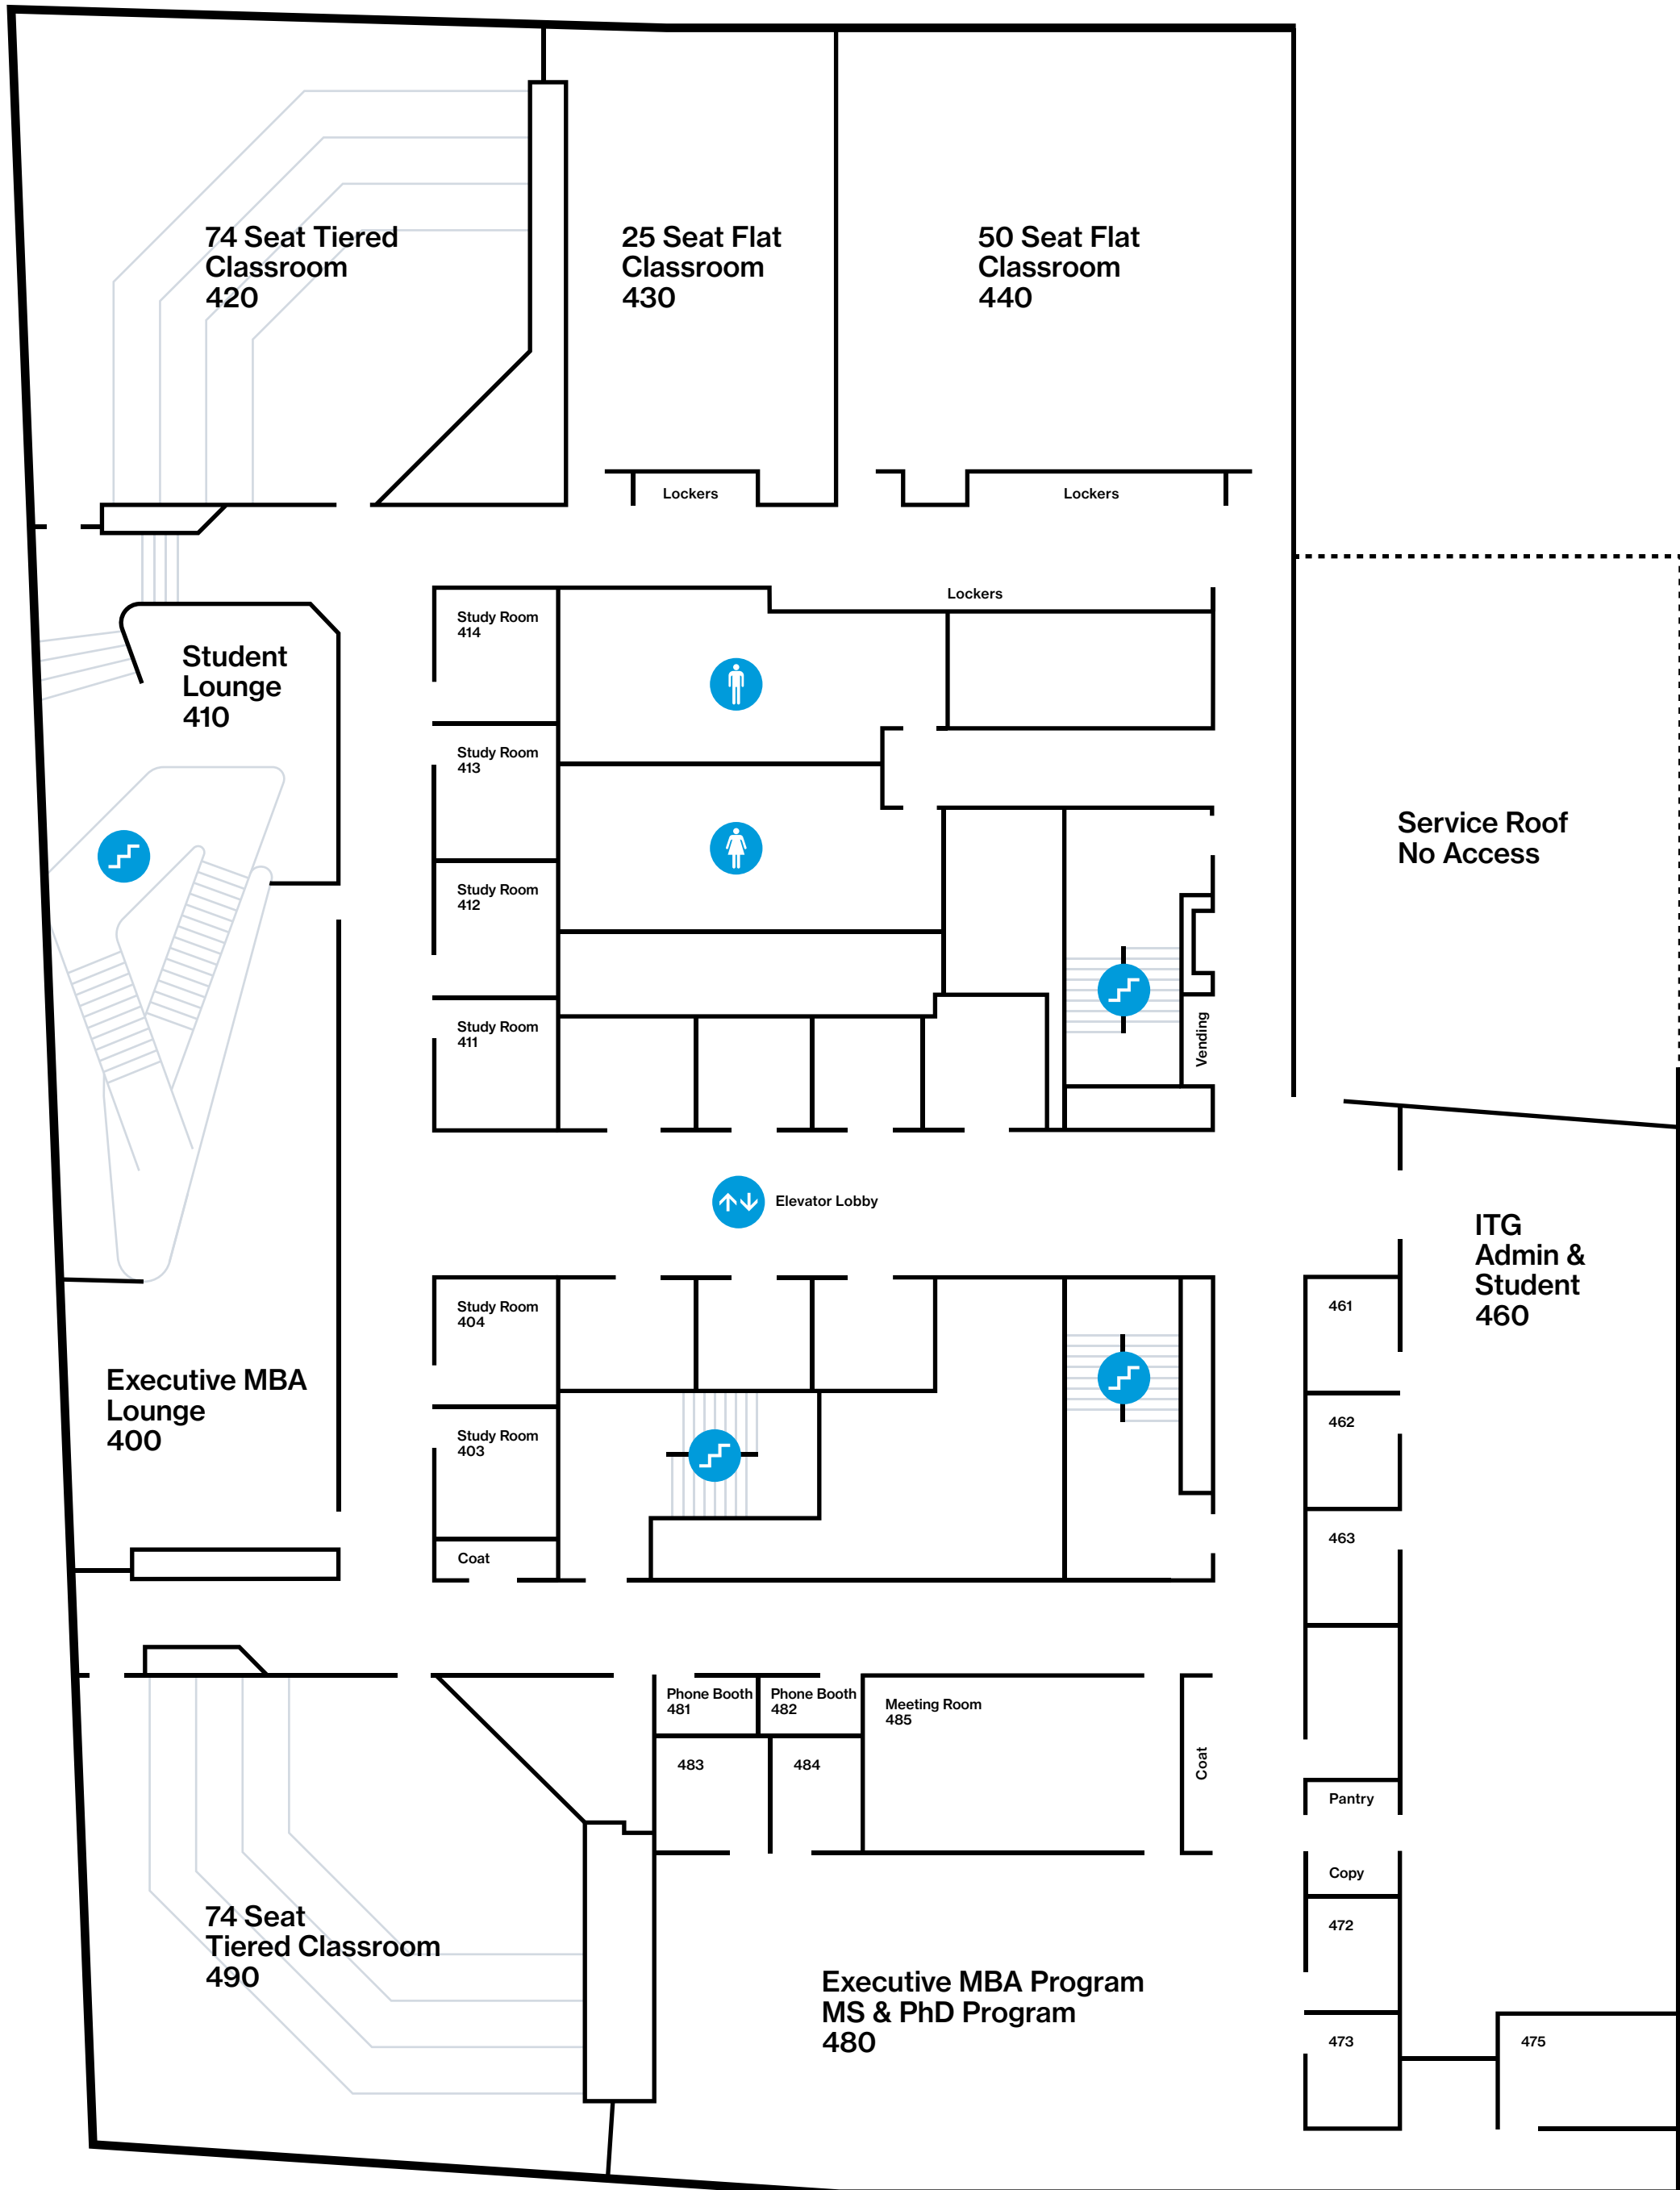 74 Seat Tiered
Classroom
420
25 Seat Flat
Classroom
430
50 Seat Flat
Classroom
440
Lockers
Lockers
Lockers
Study Room
414
Student
Lounge
410
Study Room
413
Study Room
412
Study Room
411
Vending
Service Roof
No Access
Elevator Lobby
ITG
Admin &
Student
460
Study Room
404
461
Executive MBA
Lounge
400
Study Room
403
462
463
Coat
Phone Booth
481
Phone Booth
482
Meeting Room
485
483
484
Coat
Pantry
Copy
74 Seat
Tiered Classroom
490
472
Executive MBA Program
MS & PhD Program
480
473
475